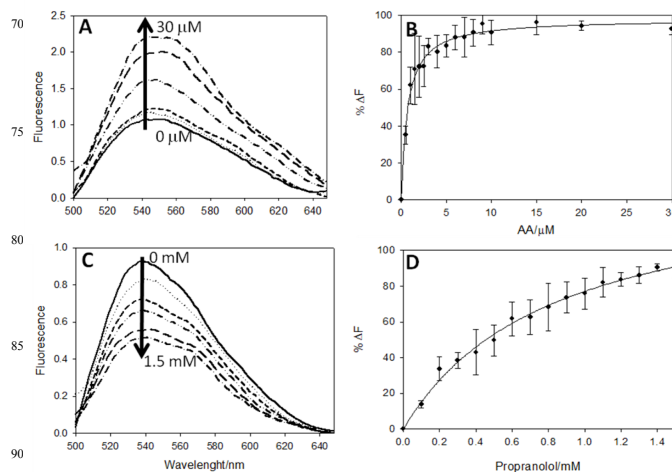 70
75
80
85
90
A
30 μM
0 μM
Fluorescence
2.5
2.0
1.5
1.0
0.5
0.0
500 520 540 560 580 600 620 640
B
% ΔF
100
80
60
40
20
0
0 5 10 15 20 25 30
AA/μM
C
0 mM
1.5 mM
Fluorescence
1.0
0.8
0.6
0.4
0.2
0.0
500 520 540 560 580 600 620 640
Wavelenght/nm
D
% ΔF
100
80
60
40
20
0
0.0 0.2 0.4 0.6 0.8 1.0 1.2 1.4
Propranolol/mM